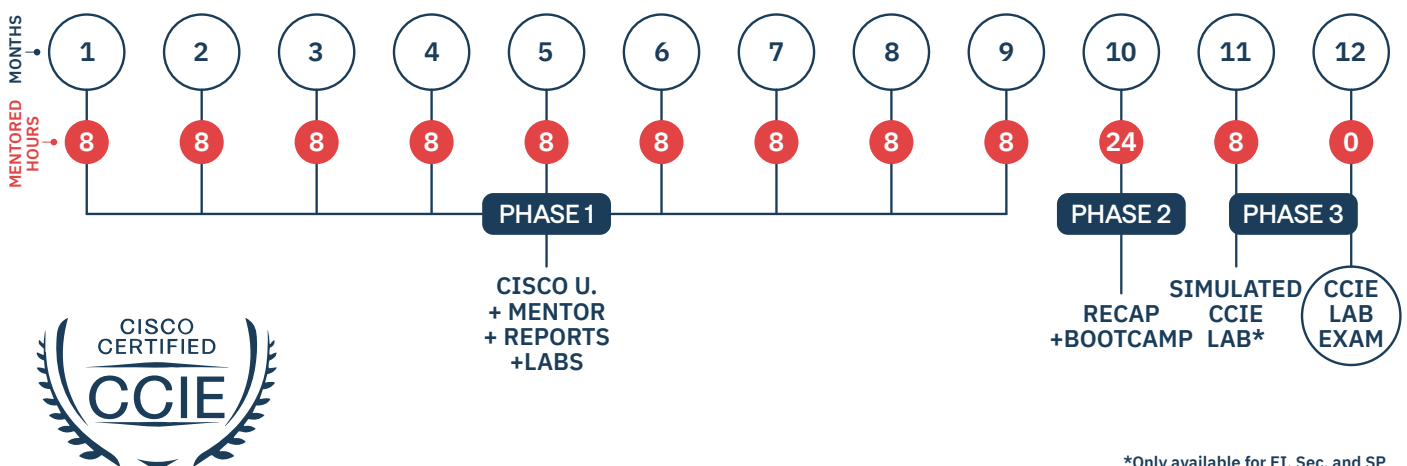 MONTHS
1 2 3 4 5 6 7 8 9 10 11 12
MENTORED
HOURS
8 8 8 8 8 8 8 8 8 24 8 0
PHASE 1
PHASE 2
PHASE 3
CISCO U.
+ MENTOR
+ REPORTS
+LABS
RECAP
+BOOTCAMP
SIMULATED
CCIE
LAB*
CCIE
LAB
EXAM
CISCO
CERTIFIED
CCIE
*Only available for EI, Sec, and SP